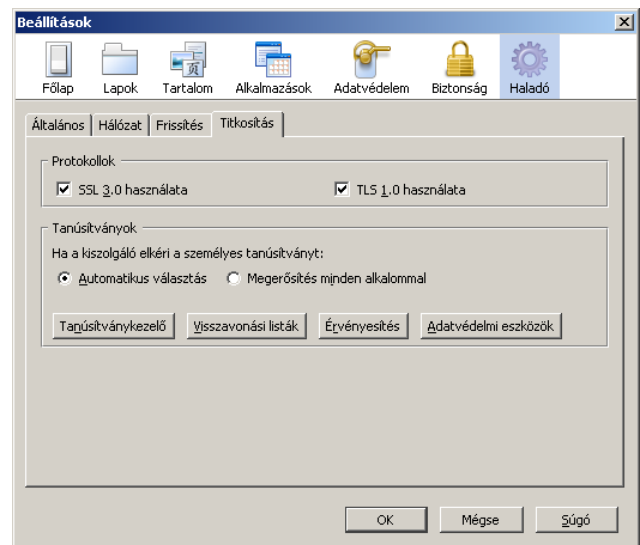 Beállítások
Főlap Lapok Tartalom Alkalmazások Adatvédelem Biztonság Haladó
Általános Hálózat Frissítés Titkosítás
Protokollok
SSL 3.0 használata TLS 1.0 használata
Tanúsítványok
Ha a kiszolgáló elkéri a személyes tanúsítványt:
Automatikus választás Megerősítés minden alkalommal
Tanúsítványkezelő Visszavonási listák Érvényesítés Adatvédelmi eszközök
OK Mégse Súgó